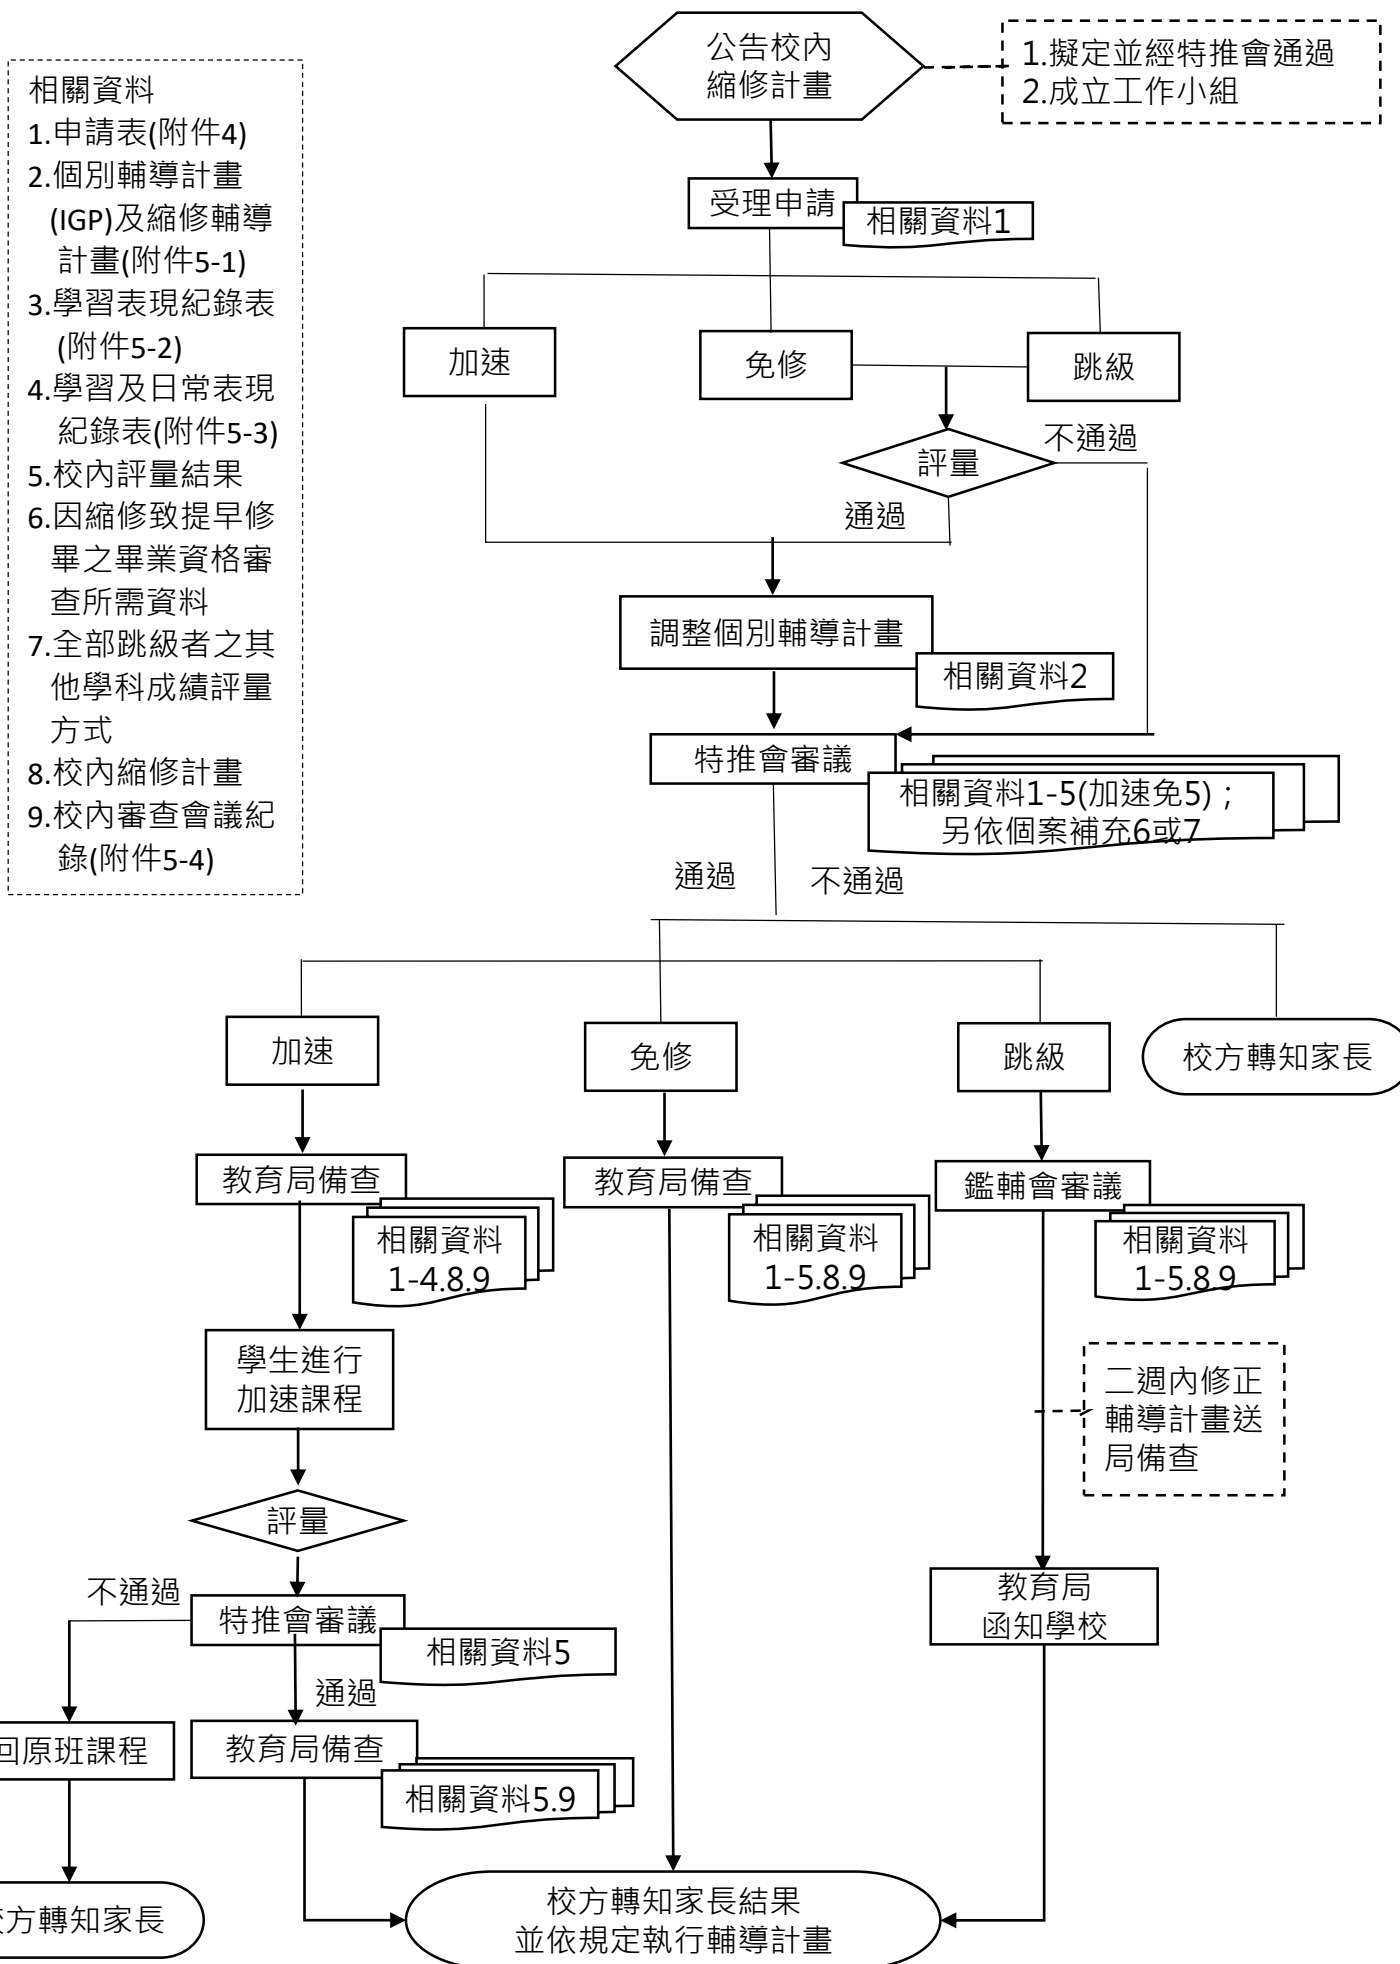 公告校內
縮修計畫
1.擬定並經特推會通過
2.成立工作小組
相關資料
1.申請表(附件4)
2.個別輔導計畫
(IGP)及縮修輔導
計畫(附件5-1)
3.學習表現紀錄表
(附件5-2)
4.學習及日常表現
紀錄表(附件5-3)
5.校內評量結果
6.因縮修致提早修
畢之畢業資格審
查所需資料
7.全部跳級者之其
他學科成績評量
方式
8.校內縮修計畫
9.校內審查會議紀
錄(附件5-4)
受理申請
相關資料1
加速
免修
跳級
評量
不通過
通過
調整個別輔導計畫
相關資料2
特推會審議
相關資料1-5(加速免5)；
另依個案補充6或7
通過
不通過
加速
免修
跳級
校方轉知家長
教育局備查
相關資料
1-4.8.9
教育局備查
相關資料
1-5.8.9
鑑輔會審議
相關資料
1-5.8.9
學生進行
加速課程
二週內修正
輔導計畫送
局備查
評量
不通過
特推會審議
相關資料5
教育局
函知學校
通過
回原班課程
教育局備查
相關資料5.9
方轉知家長
校方轉知家長結果
並依規定執行輔導計畫